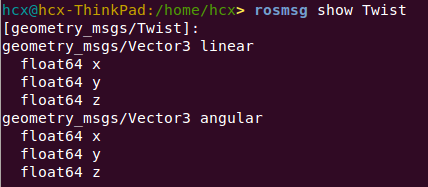 hcx@hcx-ThinkPad:/home/hcx> rosmsg show Twist
[geometry_msgs/Twist]:
geometry_msgs/Vector3 linear
  float64 x
  float64 y
  float64 z
geometry_msgs/Vector3 angular
  float64 x
  float64 y
  float64 z